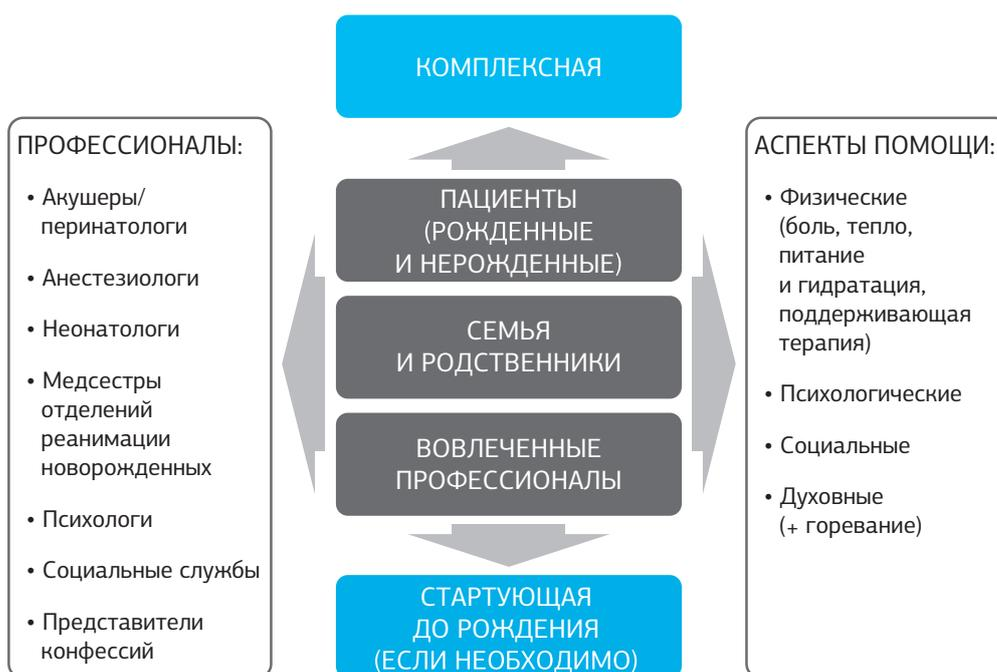 КОМПЛЕКСНАЯ
ПРОФЕССИОНАЛЫ:
• Акушеры/
перинатологи
• Анестезиологи
• Неонатологи
• Медсестры
отделений
реанимации
новорожденных
• Психологи
• Социальные службы
• Представители
конфессий
ПАЦИЕНТЫ
(РОЖДЕННЫЕ
И НЕРОЖДЕННЫЕ)
СЕМЬЯ
И РОДСТВЕННИКИ
ВОВЛЕЧЕННЫЕ
ПРОФЕССИОНАЛЫ
СТАРТУЮЩАЯ
ДО РОЖДЕНИЯ
(ЕСЛИ НЕОБХОДИМО)
АСПЕКТЫ ПОМОЩИ:
• Физические
(боль, тепло,
питание
и гидратация,
поддерживающая
терапия)
• Психологические
• Социальные
• Духовные
(+ горевание)